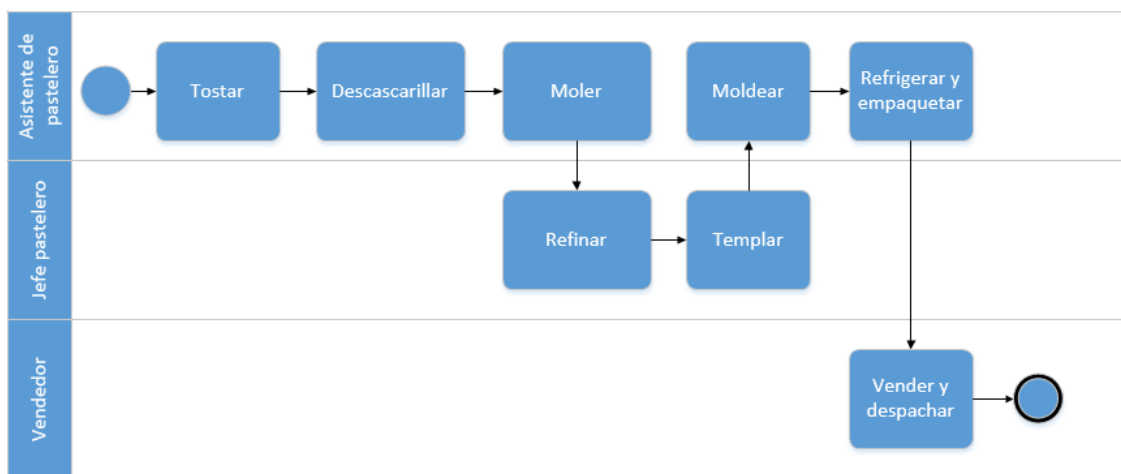 Asistente de
pastelero
Tostar
Descascarillar
Moler
Moldear
Refrigerar y
empaquetar
Jefe pastelero
Refinar
Templar
Vendedor
Vender y
despachar